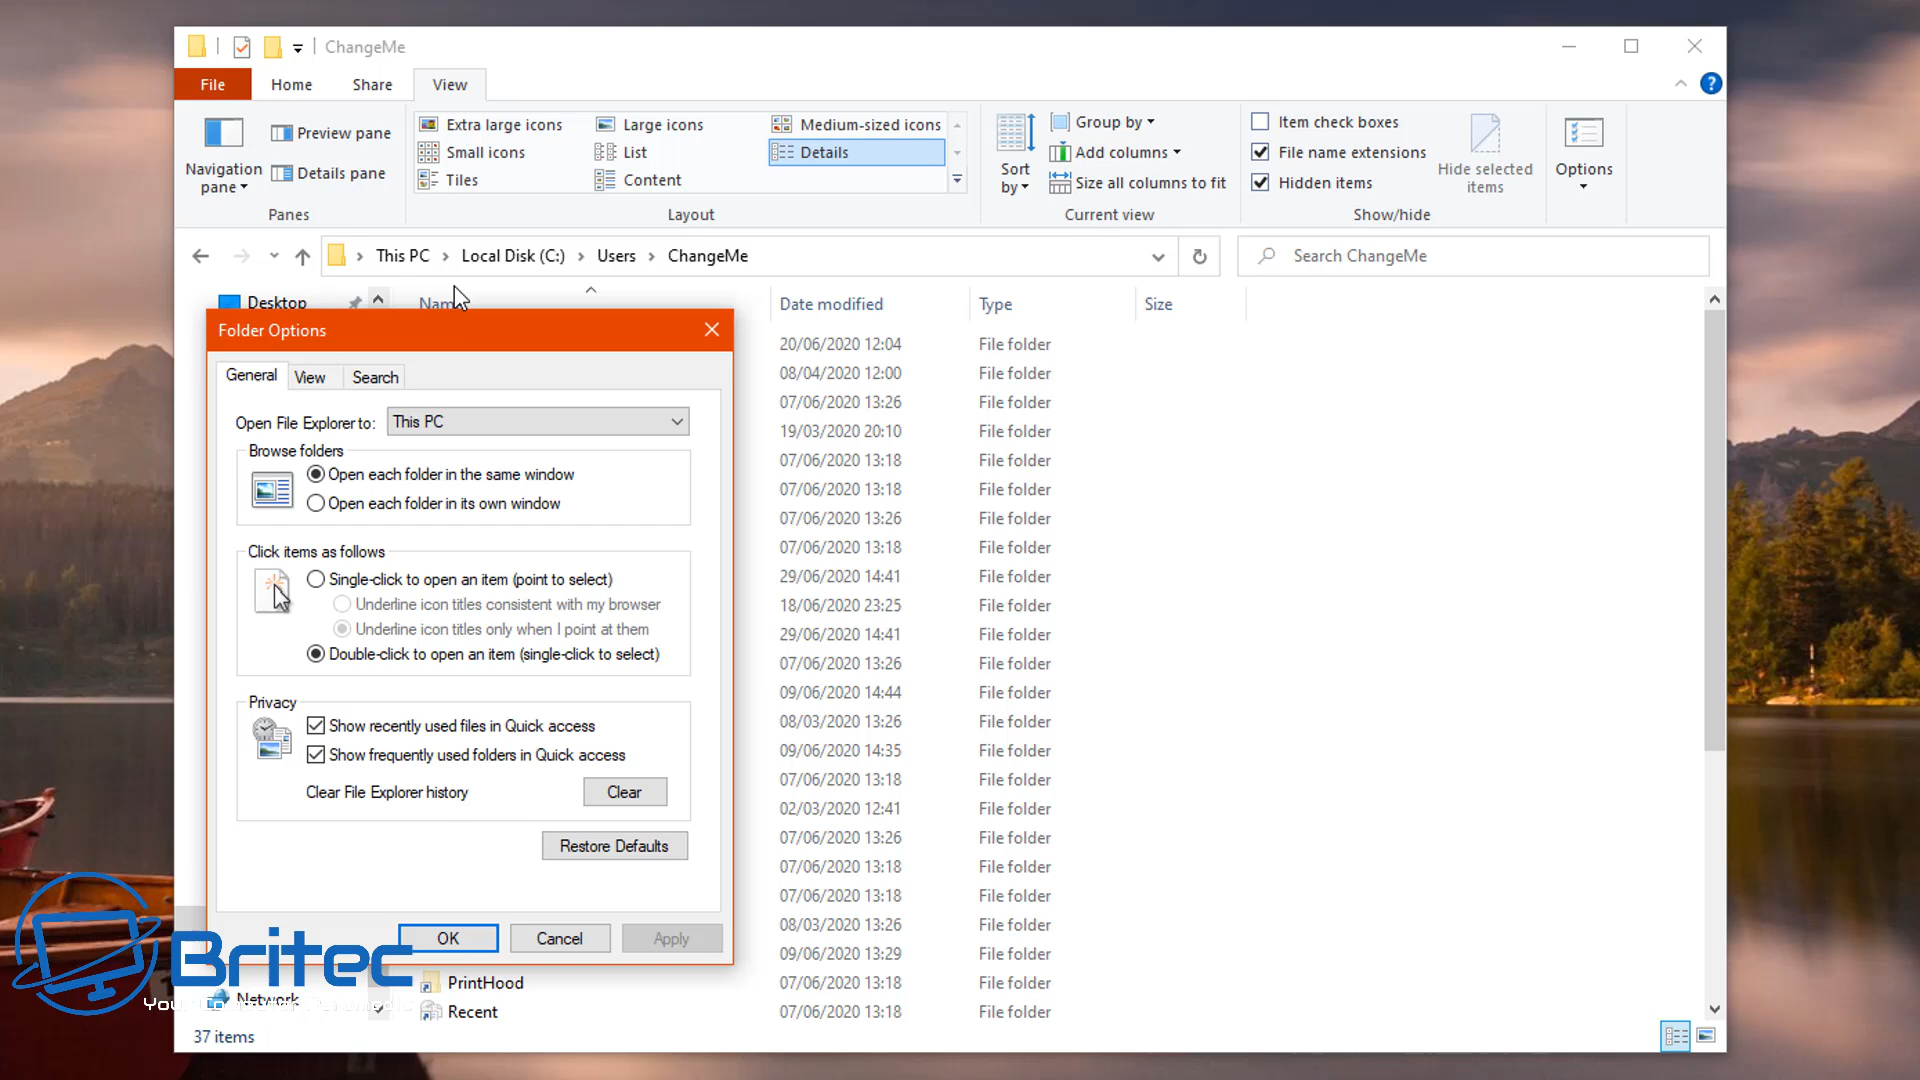 ChangeMe
File Home Share View
Navigation pane
Preview pane
Details pane
Panes
Extra large icons Large icons Medium-sized icons
Small icons List Details
Tiles Content
Layout
Sort by
Group by
Add columns
Size all columns to fit
Current view
Item check boxes
File name extensions
Hidden items
Hide selected items
Show/hide
Options
This PC > Local Disk (C:) > Users > ChangeMe
Search ChangeMe
Desktop
Name Date modified Type Size
20/06/2020 12:04 File folder
08/04/2020 12:00 File folder
07/06/2020 13:26 File folder
19/03/2020 20:10 File folder
07/06/2020 13:18 File folder
07/06/2020 13:18 File folder
07/06/2020 13:26 File folder
07/06/2020 13:18 File folder
29/06/2020 14:41 File folder
18/06/2020 23:25 File folder
29/06/2020 14:41 File folder
07/06/2020 13:26 File folder
09/06/2020 14:44 File folder
08/03/2020 13:26 File folder
09/06/2020 14:35 File folder
07/06/2020 13:18 File folder
02/03/2020 12:41 File folder
07/06/2020 13:26 File folder
07/06/2020 13:18 File folder
07/06/2020 13:18 File folder
08/03/2020 13:26 File folder
09/06/2020 13:29 File folder
PrintHood 07/06/2020 13:18 File folder
Recent 07/06/2020 13:18 File folder
Network
37 items
Folder Options
General View Search
Open File Explorer to: This PC
Browse folders
Open each folder in the same window
Open each folder in its own window
Click items as follows
Single-click to open an item (point to select)
Underline icon titles consistent with my browser
Underline icon titles only when I point at them
Double-click to open an item (single-click to select)
Privacy
Show recently used files in Quick access
Show frequently used folders in Quick access
Clear File Explorer history Clear
Restore Defaults
OK Cancel Apply
Britec